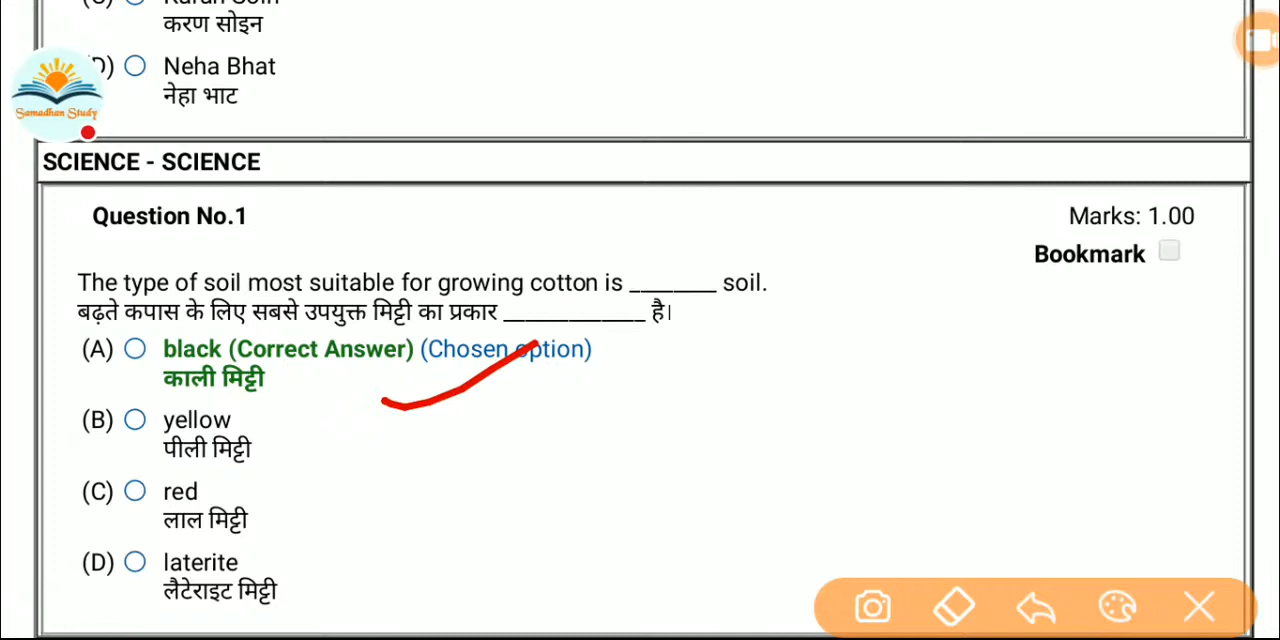 करण सोइन
D) Neha Bhat
नेहा भाट
Samadhan Study
SCIENCE - SCIENCE
Question No.1
Marks: 1.00
Bookmark
The type of soil most suitable for growing cotton is _______ soil.
बढ़ते कपास के लिए सबसे उपयुक्त मिट्टी का प्रकार ____________ है।
(A) black (Correct Answer) (Chosen option)
काली मिट्टी
(B) yellow
पीली मिट्टी
(C) red
लाल मिट्टी
(D) laterite
लैटेराइट मिट्टी